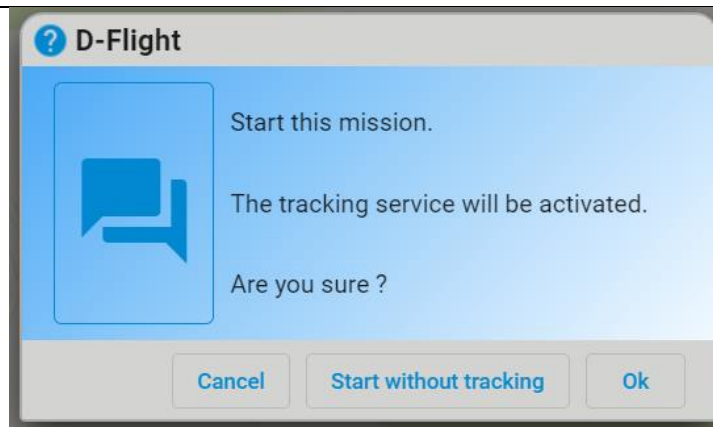 D-Flight
Start this mission.
The tracking service will be activated.
Are you sure ?
Cancel
Start without tracking
Ok